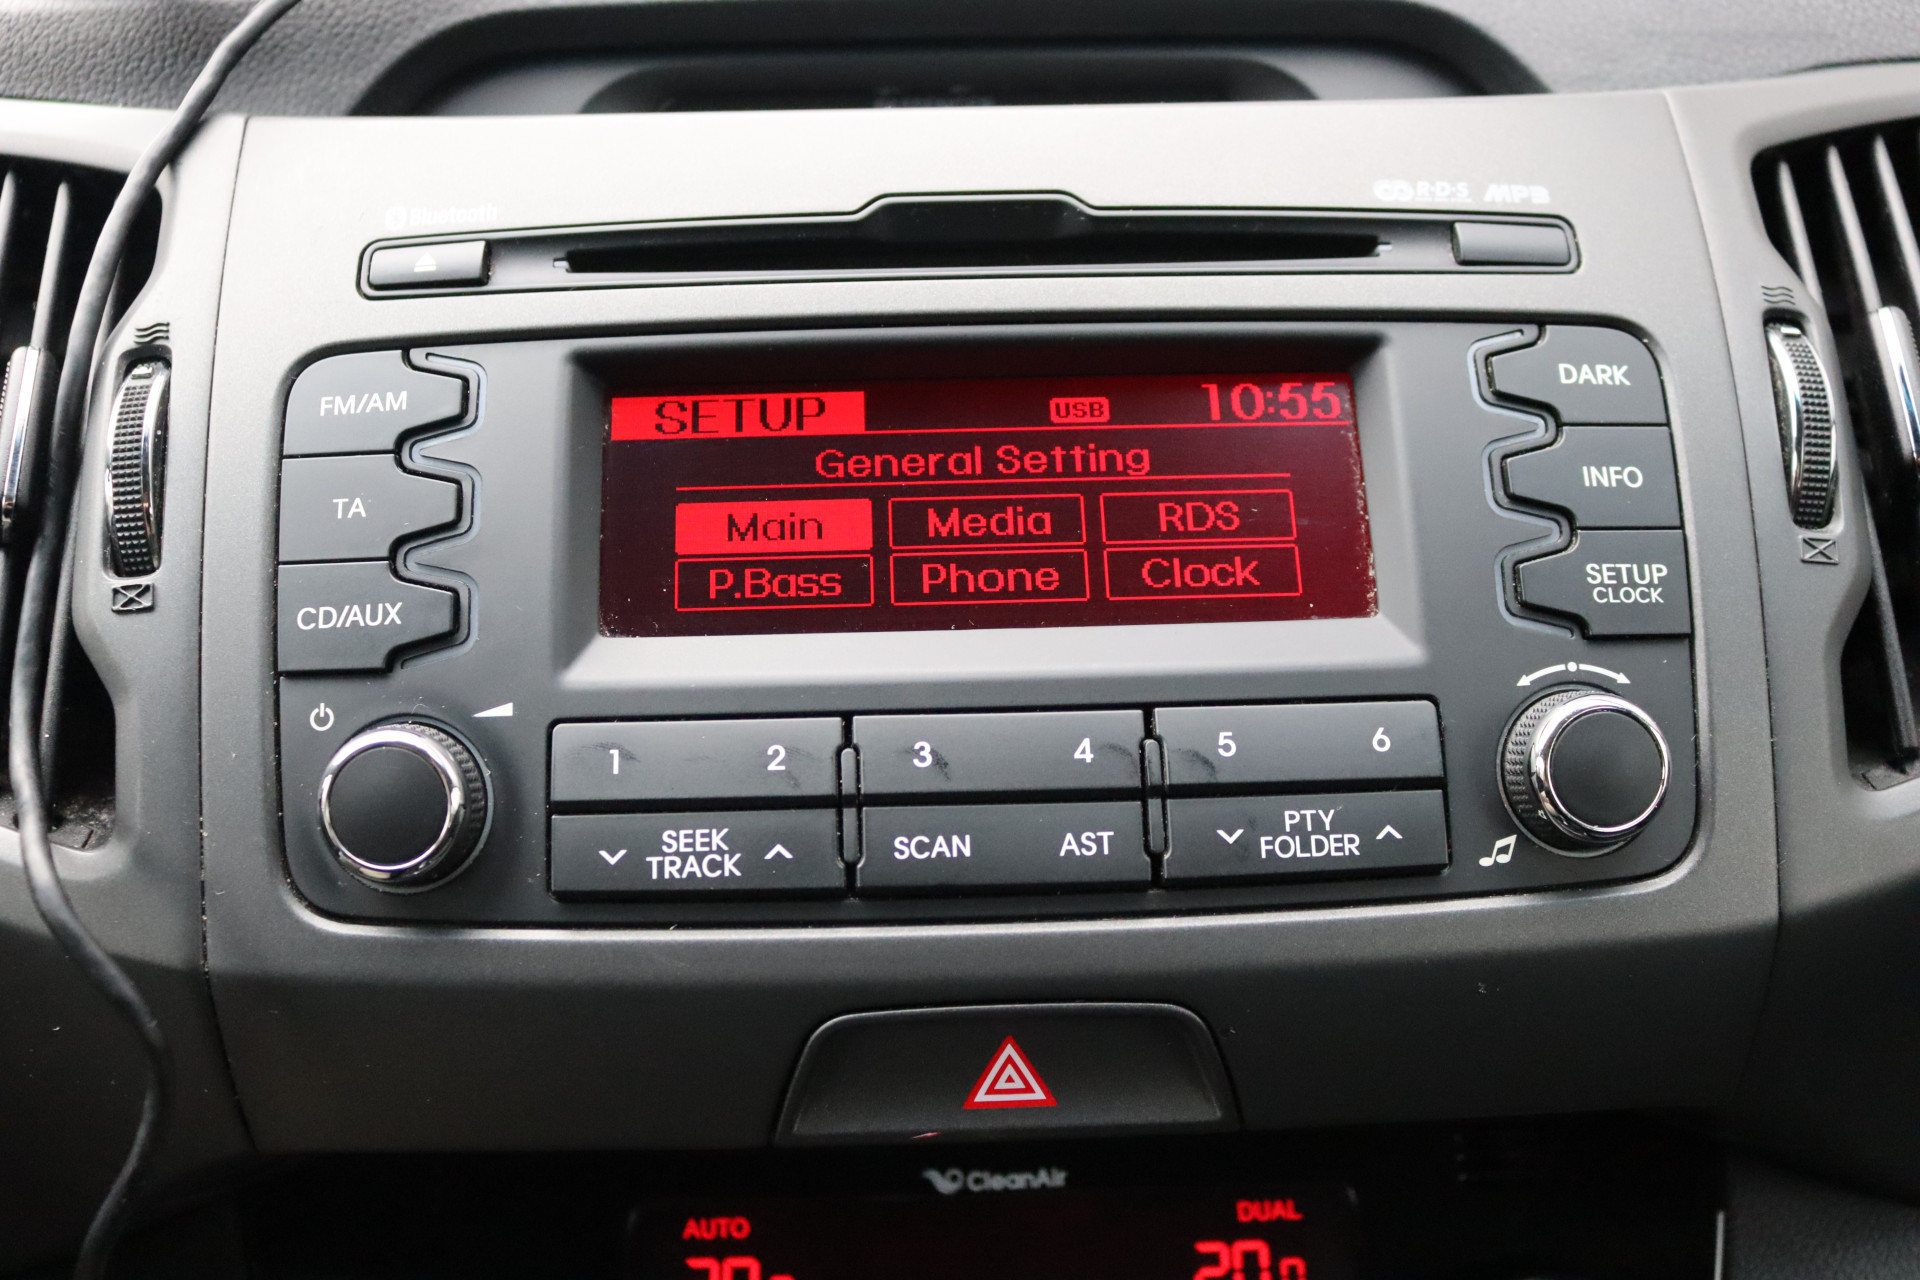 Bluetooth
R·D·S
MP3
FM/AM
TA
CD/AUX
SETUP
USB
10:55
General Setting
Main
Media
RDS
P.Bass
Phone
Clock
DARK
INFO
SETUP
CLOCK
1
2
3
4
5
6
SEEK
TRACK
SCAN
AST
PTY
FOLDER
CleanAir
AUTO
DUAL